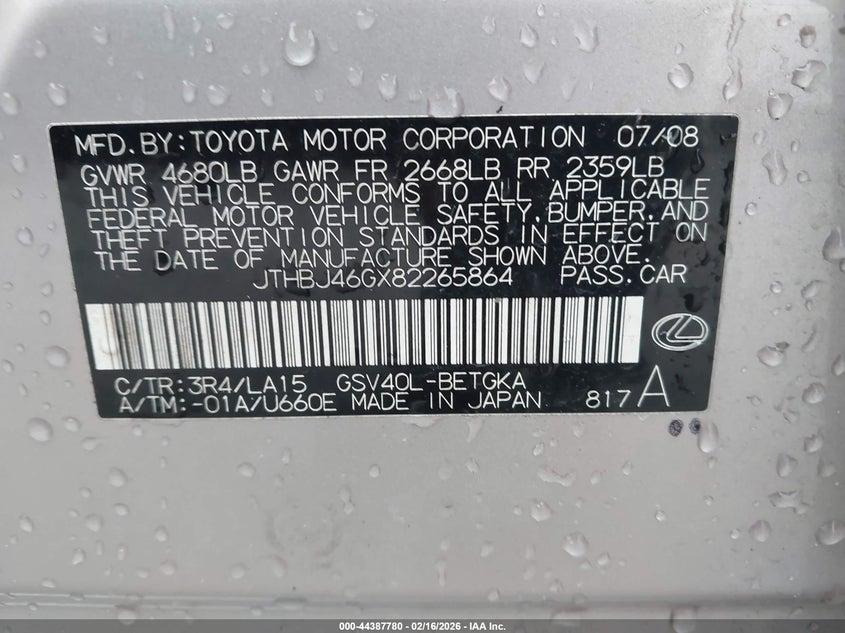 MFD.BY:TOYOTA MOTOR CORPORATION 07/08
GVWR 4680LB GAWR FR 2668LB RR 2359LB
THIS VEHICLE CONFORMS TO ALL APPLICABLE
FEDERAL MOTOR VEHICLE SAFETY,BUMPER,AND
THEFT PREVENTION STANDARDS IN EFFECT ON
THE DATE OF MANUFACTURE SHOWN ABOVE.
JTHBJ46GX82265864 PASS.CAR
C/TR:3R4/LA15 GSV40L-BETGKA
A/TM:-01A/U660E MADE IN JAPAN 817A
000-44387780 - 02/16/2026 - IAA Inc.